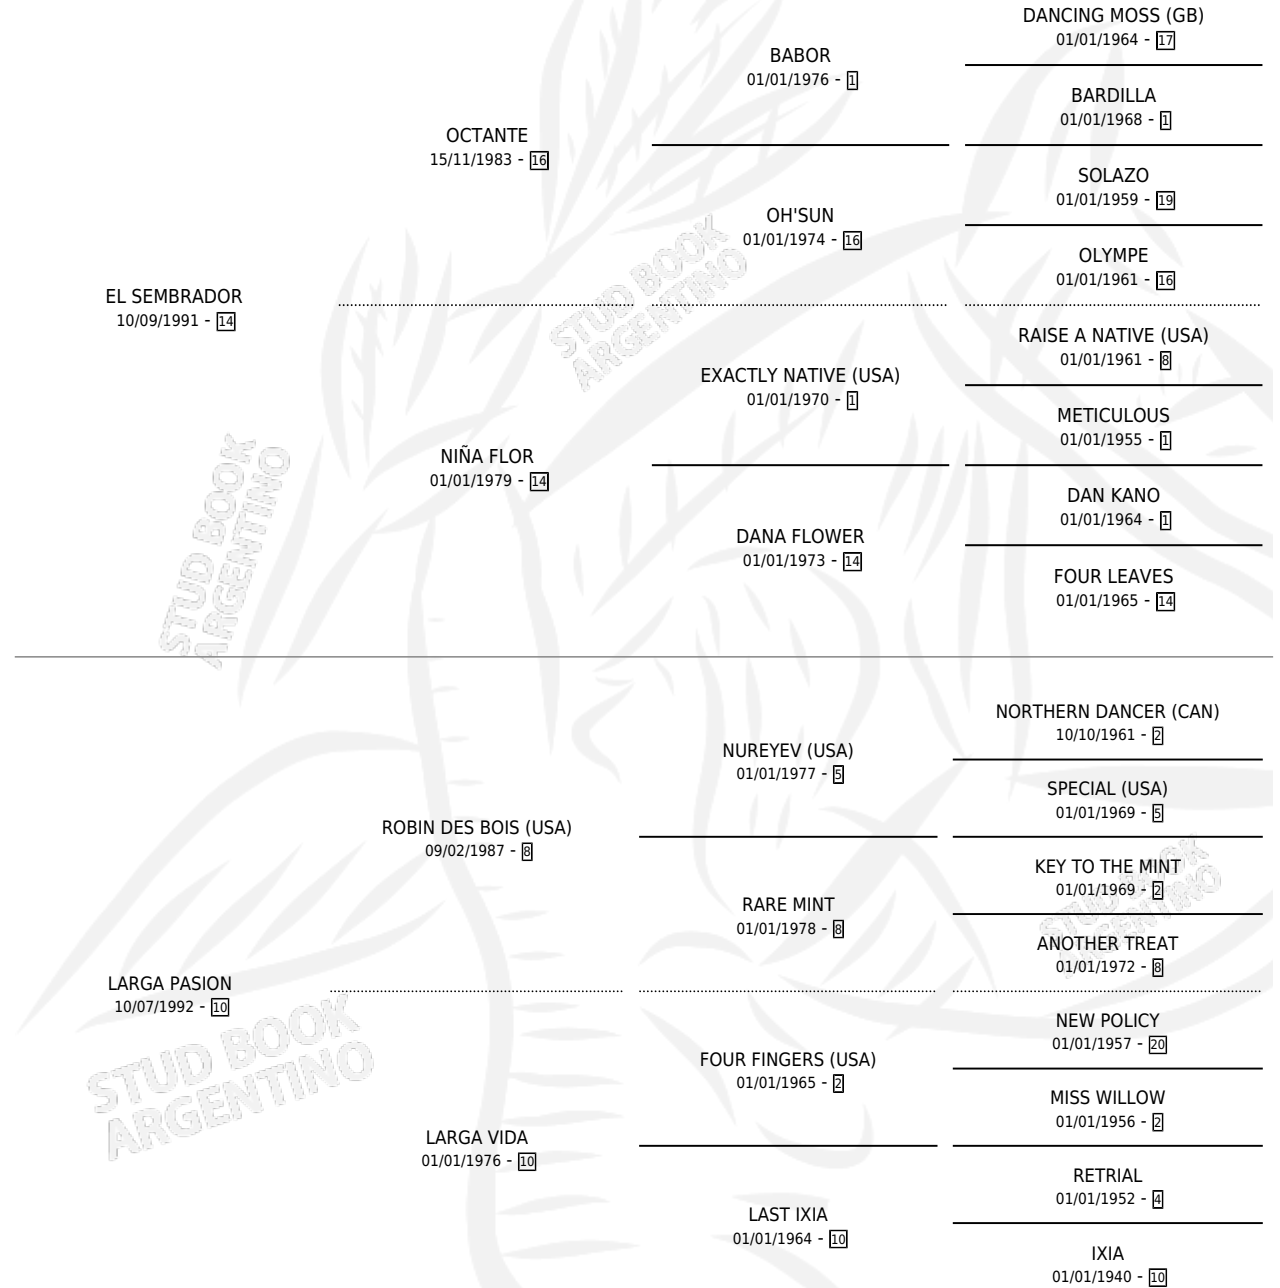 DANCING MOSS (GB)
01/01/1964 - 17
BABOR
01/01/1976 - 1
BARDILLA
01/01/1968 - 1
OCTANTE
15/11/1983 - 16
SOLAZO
01/01/1959 - 19
OH'SUN
01/01/1974 - 16
OLYMPE
01/01/1961 - 16
EL SEMBRADOR
10/09/1991 - 14
RAISE A NATIVE (USA)
01/01/1961 - 8
EXACTLY NATIVE (USA)
01/01/1970 - 1
METICULOUS
01/01/1955 - 1
NIÑA FLOR
01/01/1979 - 14
DAN KANO
01/01/1964 - 1
DANA FLOWER
01/01/1973 - 14
FOUR LEAVES
01/01/1965 - 14
NORTHERN DANCER (CAN)
10/10/1961 - 2
NUREYEV (USA)
01/01/1977 - 5
SPECIAL (USA)
01/01/1969 - 5
ROBIN DES BOIS (USA)
09/02/1987 - 8
KEY TO THE MINT
01/01/1969 - 2
RARE MINT
01/01/1978 - 8
ANOTHER TREAT
01/01/1972 - 8
LARGA PASION
10/07/1992 - 10
NEW POLICY
01/01/1957 - 20
FOUR FINGERS (USA)
01/01/1965 - 2
MISS WILLOW
01/01/1956 - 2
LARGA VIDA
01/01/1976 - 10
RETRIAL
01/01/1952 - 4
LAST IXIA
01/01/1964 - 10
IXIA
01/01/1940 - 10
STUD BOOK
ARGENTINO
STUD BOOK
ARGENTINO
STUD BOOK
ARGENTINO
STUD BOOK
ARGENTINO